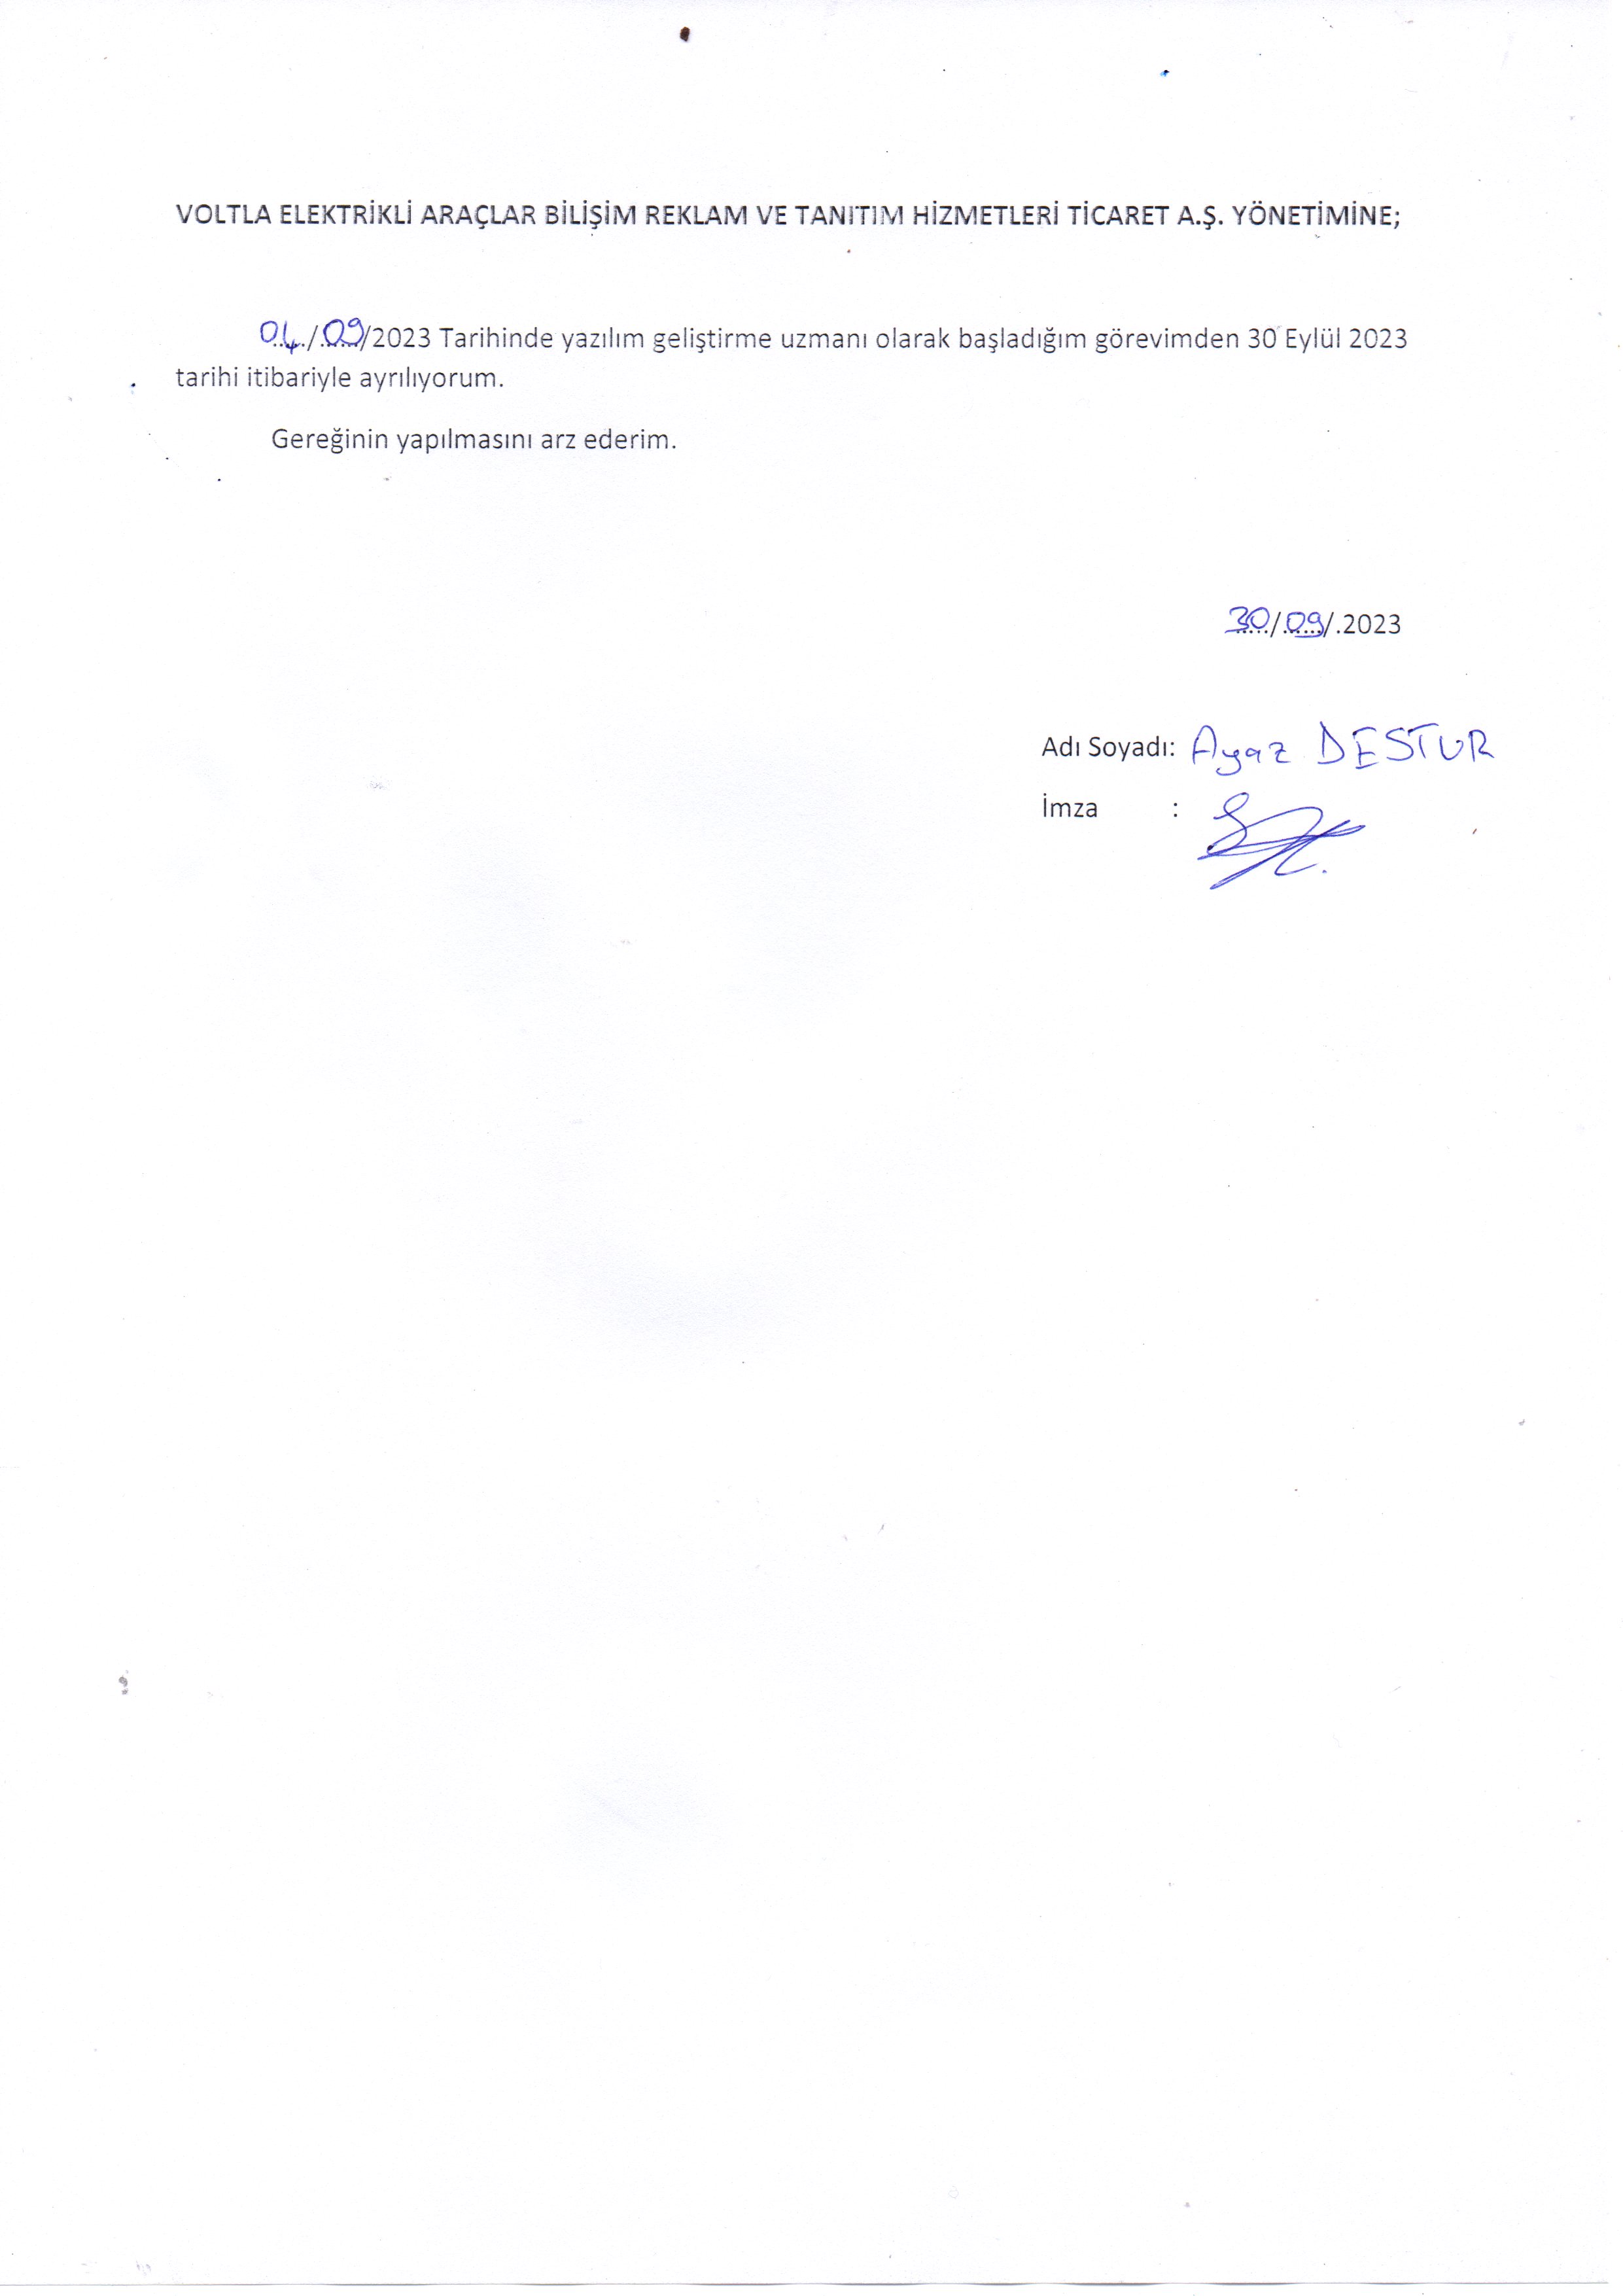 VOLTLA ELEKTRİKLİ ARAÇLAR BİLİŞİM REKLAM VE TANITIM HİZMETLERİ TİCARET A.Ş. YÖNETİMİNE;
04/09/2023 Tarihinde yazılım geliştirme uzmanı olarak başladığım görevimden 30 Eylül 2023
tarihi itibariyle ayrılıyorum.
Gereğinin yapılmasını arz ederim.
30/09/.2023
Adı Soyadı: Ayaz DESTUR
İmza :